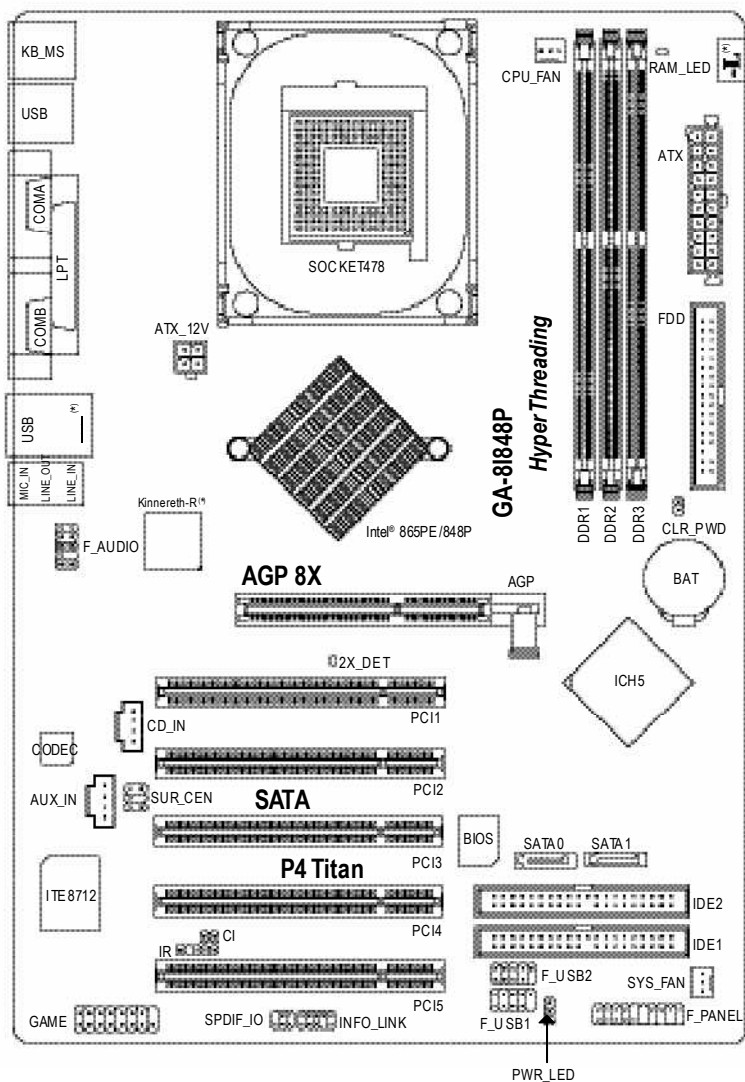 KB_MS
CPU_FAN
RAM_LED
(*)
USB
ATX
COMA
LPT
COMB
SOCKET478
ATX_12V
FDD
USB
(*)
GA-8I848P
Hyper Threading
MIC_IN
LINE_OUT
LINE_IN
Kinnereth-R(*)
Intel® 865PE/848P
DDR1
DDR2
DDR3
CLR_PWD
F_AUDIO
BAT
AGP 8X
AGP
2X_DET
ICH5
PCI1
CD_IN
CODEC
PCI2
AUX_IN
SUR_CEN
SATA
BIOS
SATA0
SATA1
PCI3
P4 Titan
ITE8712
IDE2
PCI4
CI
IR
IDE1
F_USB2
SYS_FAN
PCI5
GAME
SPDIF_IO
INFO_LINK
F_USB1
F_PANEL
PWR_LED